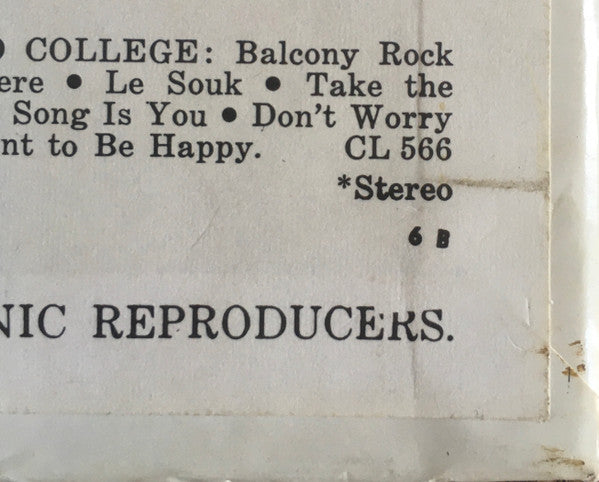 COLLEGE: Balcony Rock
ere • Le Souk • Take the
Song Is You • Don't Worry
nt to Be Happy. CL 566
*Stereo
6 B
NIC REPRODUCERS.